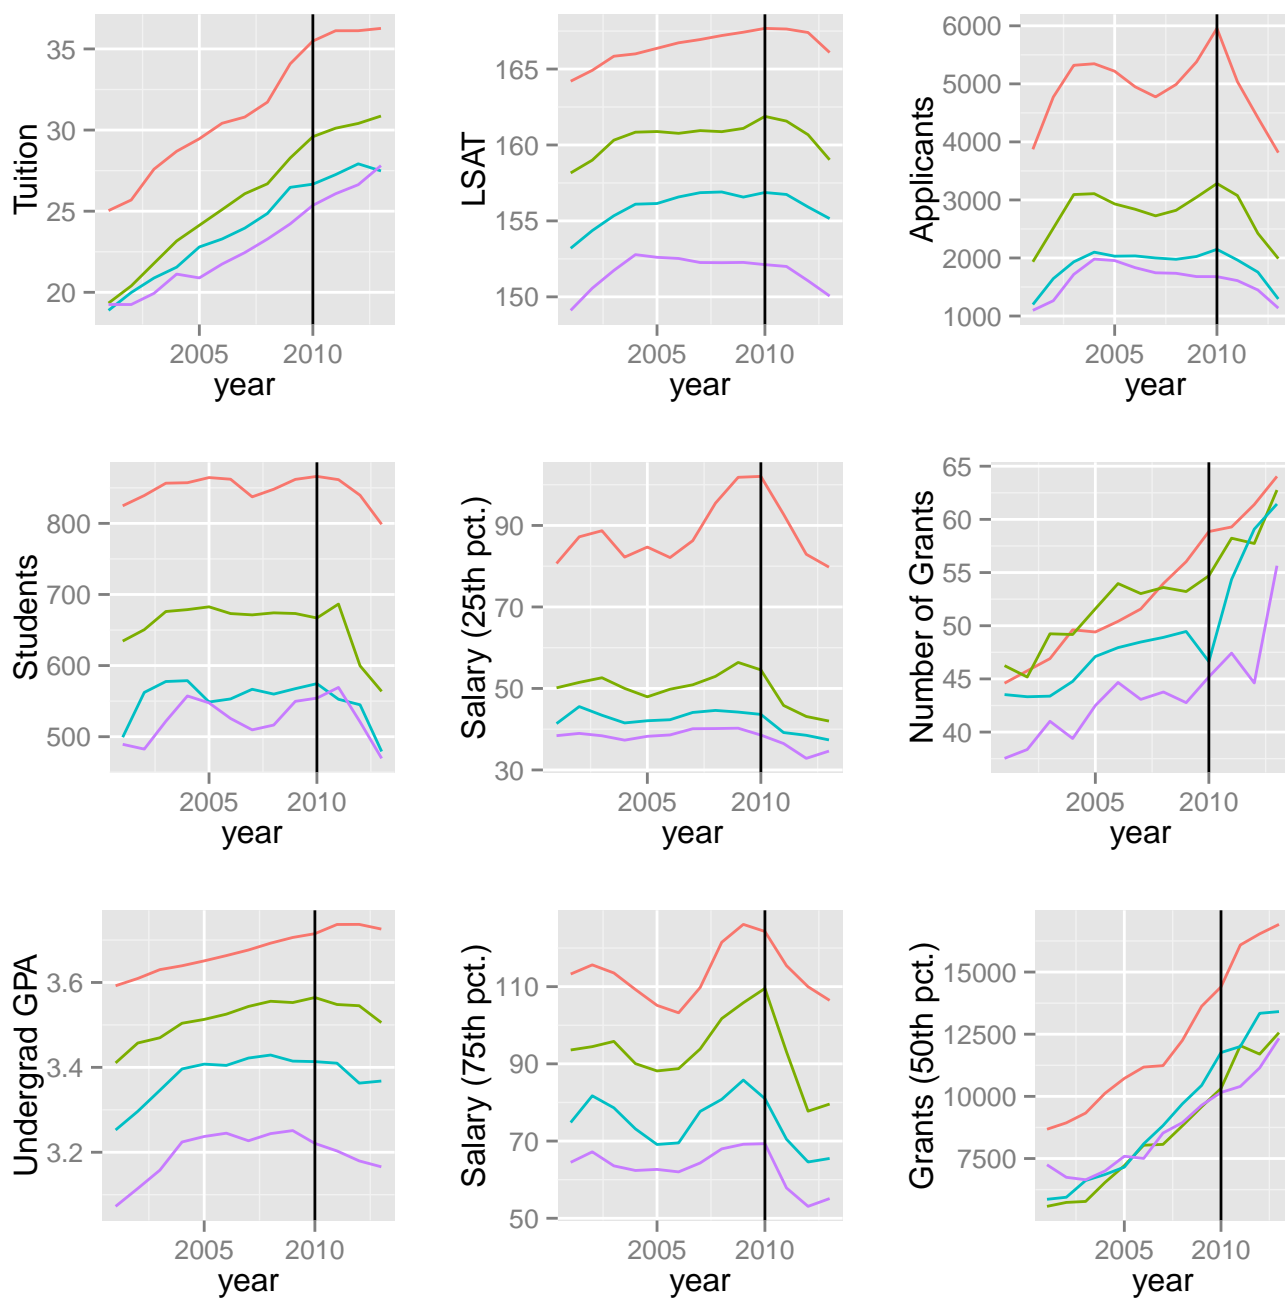 Tuition
35
30
25
20
2005 2010
year
LSAT
165
160
155
150
2005 2010
year
Applicants
6000
5000
4000
3000
2000
1000
2005 2010
year
Students
800
700
600
500
2005 2010
year
Salary (25th pct.)
90
70
50
30
2005 2010
year
Number of Grants
65
60
55
50
45
40
2005 2010
year
Undergrad GPA
3.6
3.4
3.2
2005 2010
year
Salary (75th pct.)
110
90
70
50
2005 2010
year
Grants (50th pct.)
15000
12500
10000
7500
2005 2010
year